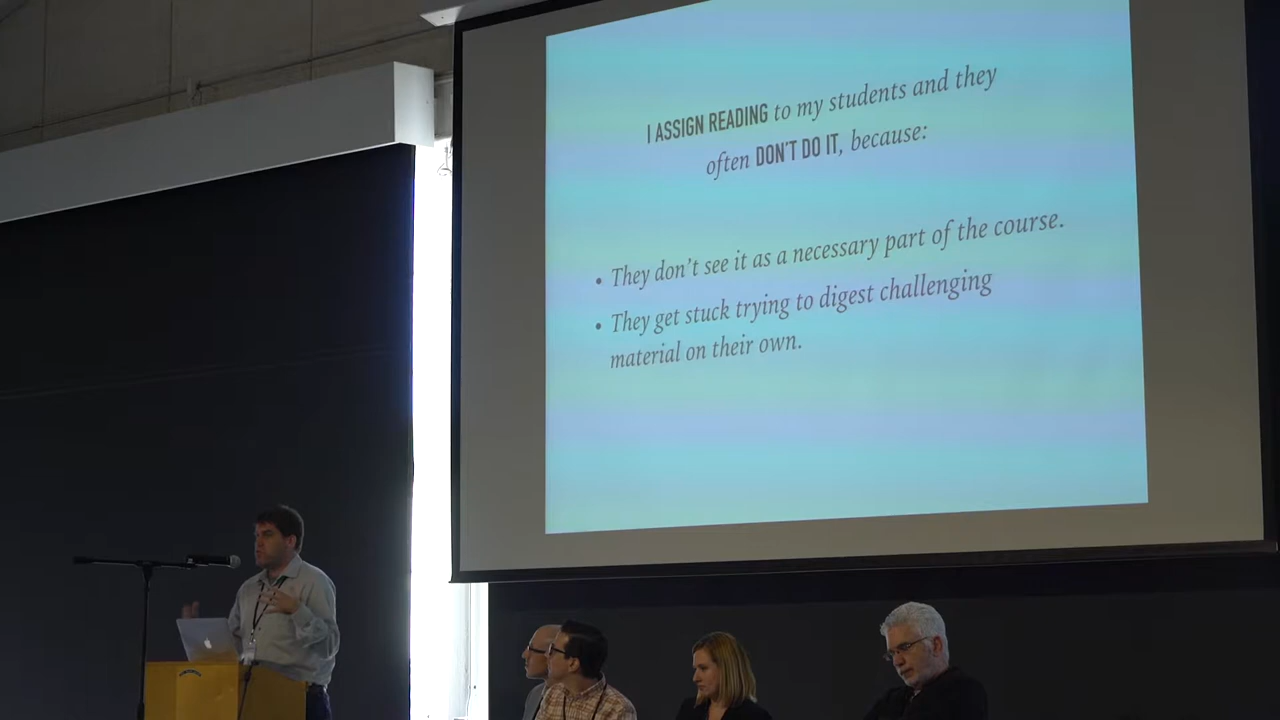 I ASSIGN READING to my students and they
often DON'T DO IT, because:
• They don't see it as a necessary part of the course.
• They get stuck trying to digest challenging
material on their own.